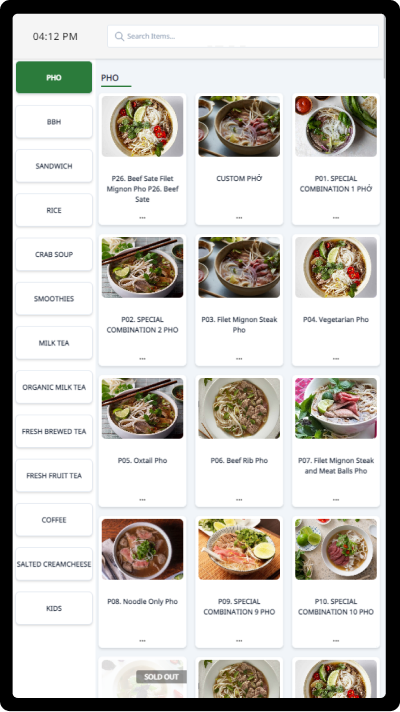 04:12 PM
Search Items...
PHO
BBH
SANDWICH
RICE
CRAB SOUP
SMOOTHIES
MILK TEA
ORGANIC MILK TEA
FRESH BREWED TEA
FRESH FRUIT TEA
COFFEE
SALTED CREAMCHEESE
KIDS
PHO
P26. Beef Sate Filet
Mignon Pho P26. Beef
Sate
...
CUSTOM PHỞ
...
P01. SPECIAL
COMBINATION 1 PHỞ
...
P02. SPECIAL
COMBINATION 2 PHO
...
P03. Filet Mignon Steak
Pho
...
P04. Vegetarian Pho
...
P05. Oxtail Pho
...
P06. Beef Rib Pho
...
P07. Filet Mignon Steak
and Meat Balls Pho
...
P08. Noodle Only Pho
...
P09. SPECIAL
COMBINATION 9 PHO
...
P10. SPECIAL
COMBINATION 10 PHO
...
SOLD OUT